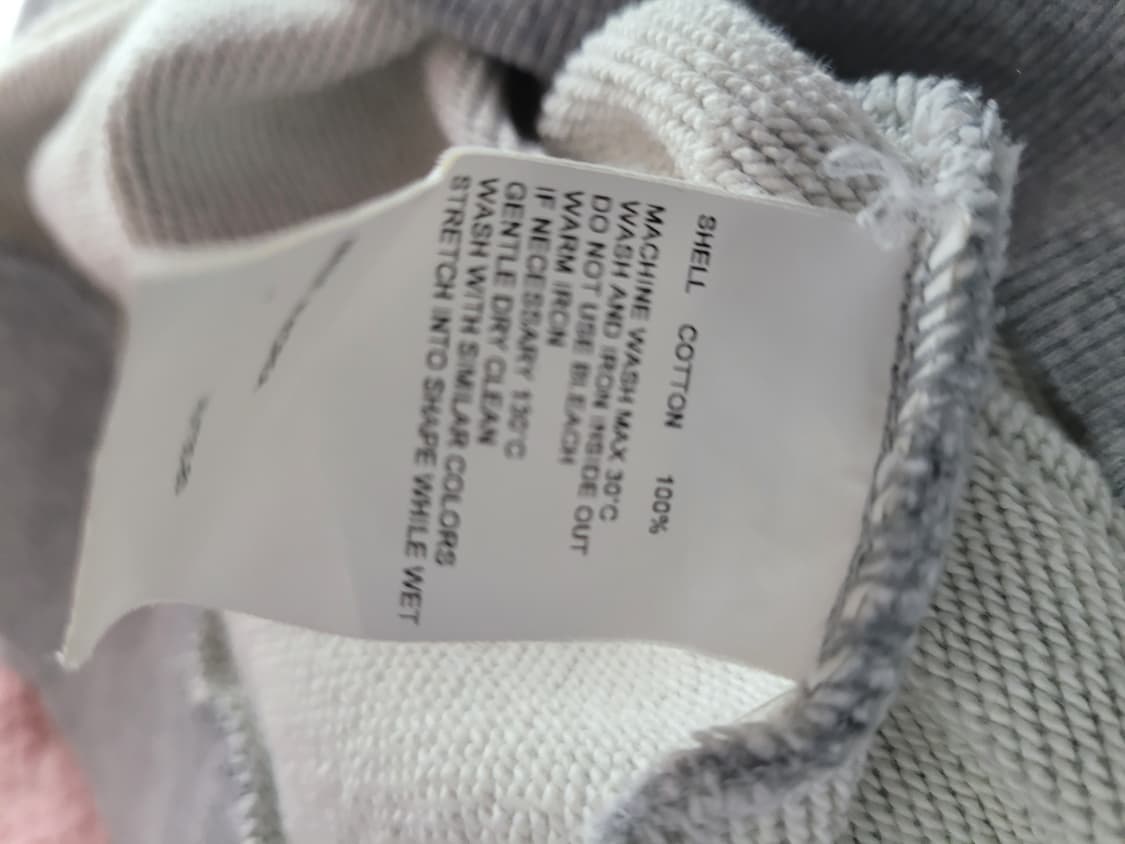 SHELL COTTON 100%
MACHINE WASH MAX 30°C
WASH AND IRON INSIDE OUT
DO NOT USE BLEACH
WARM IRON
IF NECESSARY 130°C
GENTLE DRY CLEAN
WASH WITH SIMILAR COLORS
STRETCH INTO SHAPE WHILE WET